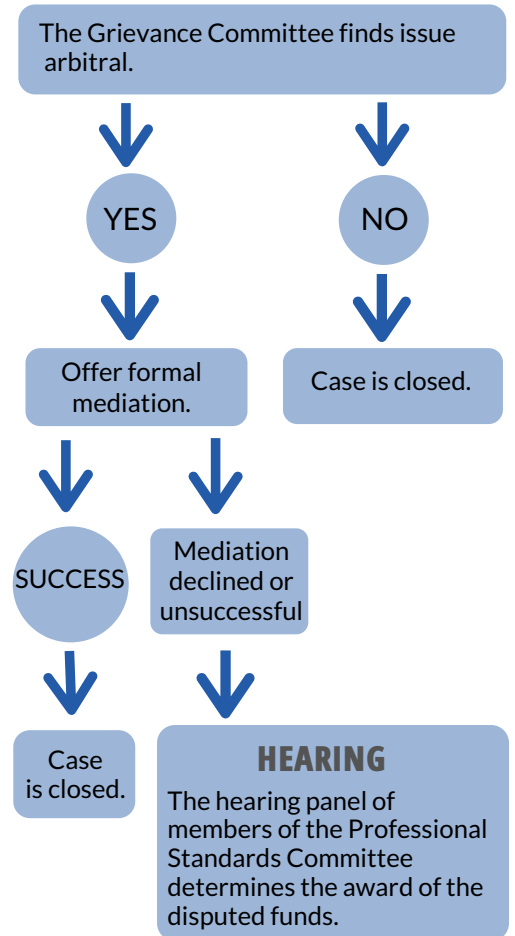 The Grievance Committee finds issue
arbitral.
YES
NO
Offer formal
mediation.
Case is closed.
SUCCESS
Mediation
declined or
unsuccessful
Case
is closed.
HEARING
The hearing panel of
members of the Professional
Standards Committee
determines the award of the
disputed funds.